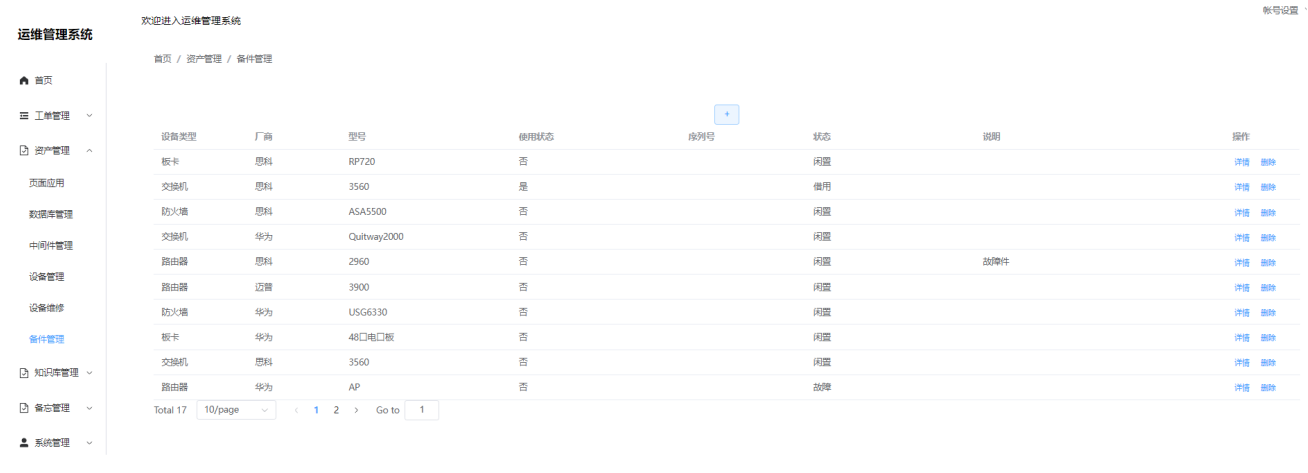 欢迎进入运维管理系统
帐号设置
运维管理系统
首页 / 资产管理 / 备件管理
首页
工单管理
资产管理
页面应用
数据库管理
中间件管理
设备管理
设备维修
备件管理
知识库管理
备忘管理
系统管理
+
设备类型 厂商 型号 使用状态 序列号 状态 说明 操作
板卡 思科 RP720 否 闲置 详情 删除
交换机 思科 3560 是 借用 详情 删除
防火墙 思科 ASA5500 否 闲置 详情 删除
交换机 华为 Quitway2000 否 闲置 详情 删除
路由器 思科 2960 否 闲置 故障件 详情 删除
路由器 迈普 3900 否 闲置 详情 删除
防火墙 华为 USG6330 否 闲置 详情 删除
板卡 华为 48口电口板 否 闲置 详情 删除
交换机 思科 3560 否 闲置 详情 删除
路由器 华为 AP 否 故障 详情 删除
Total 17 10/page < 1 2 > Go to 1